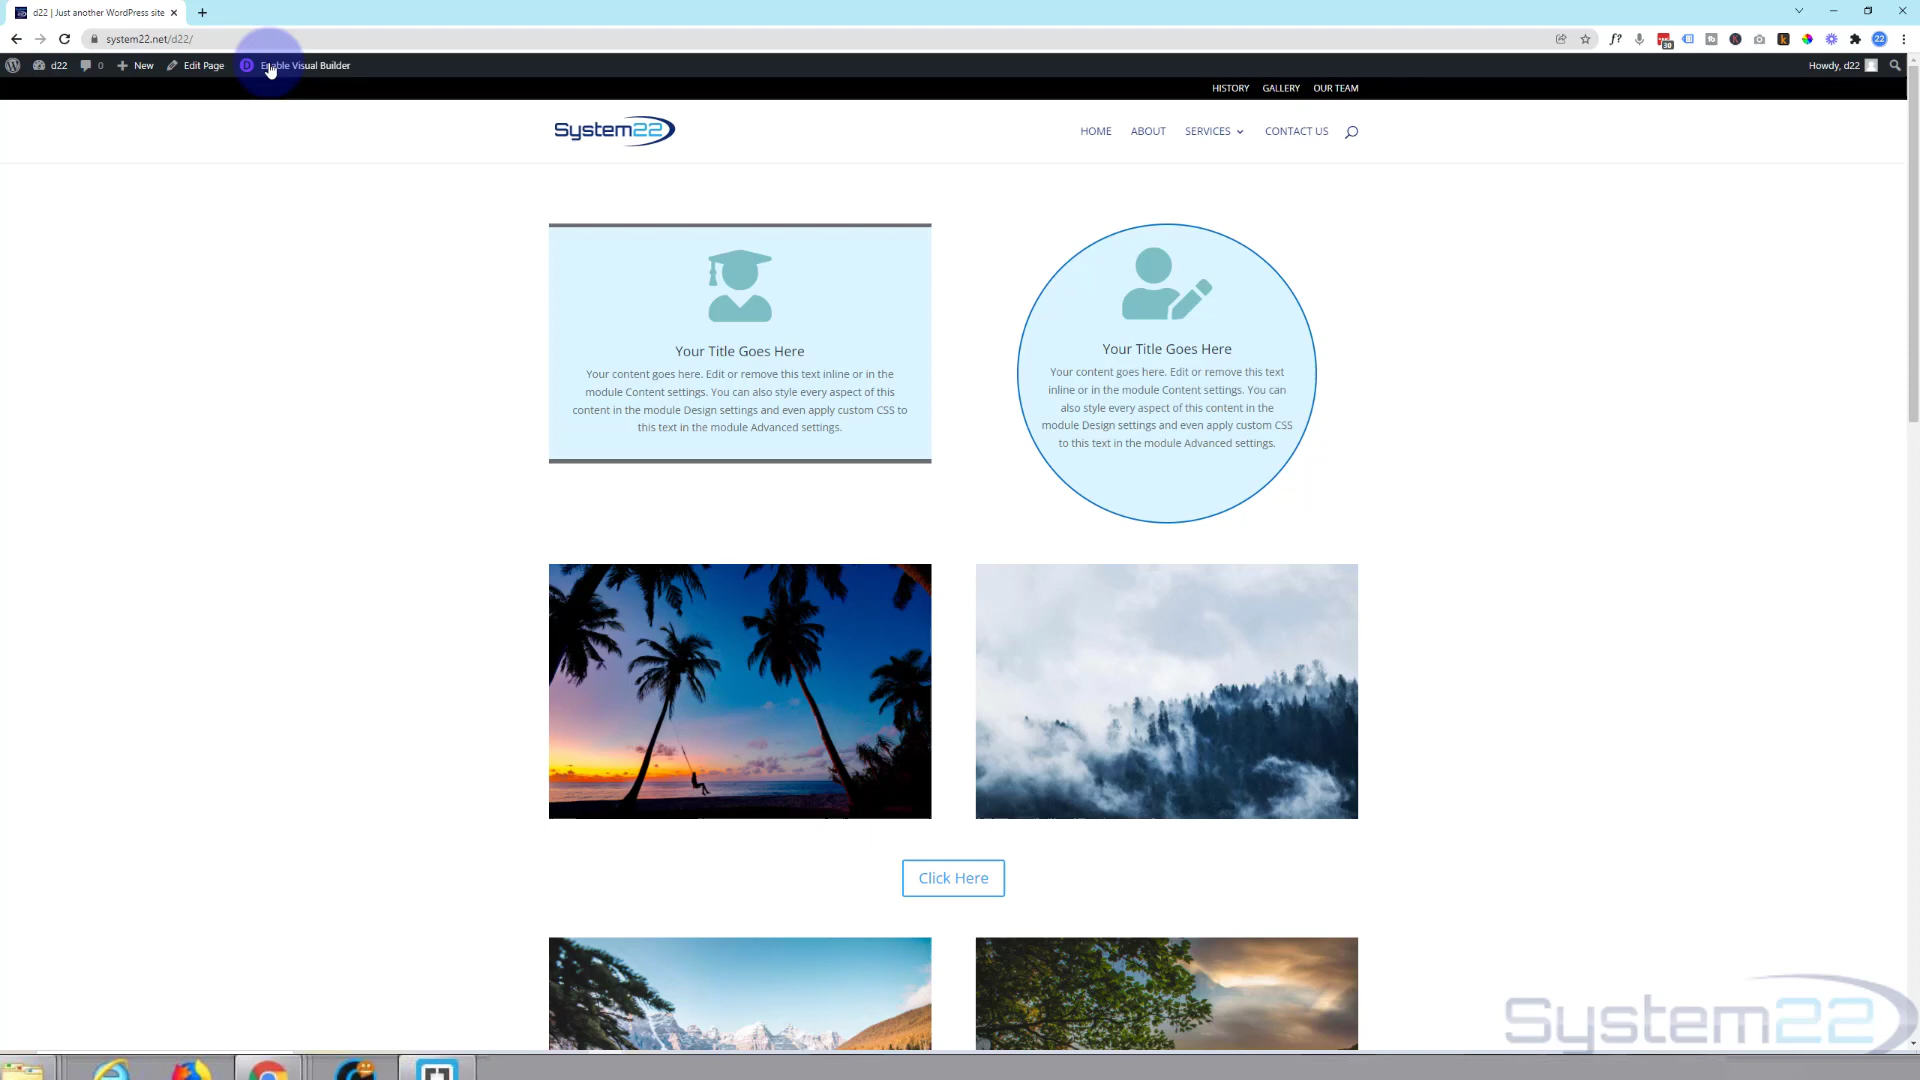 d22 | Just another WordPress site
system22.net/d22/
f?
30
22
d22
0
New
Edit Page
D
Enable Visual Builder
Howdy, d22
HISTORY
GALLERY
OUR TEAM
System22
HOME
ABOUT
SERVICES
CONTACT US
Your Title Goes Here
Your content goes here. Edit or remove this text inline or in the
module Content settings. You can also style every aspect of this
content in the module Design settings and even apply custom CSS to
this text in the module Advanced settings.
Your Title Goes Here
Your content goes here. Edit or remove this text
inline or in the module Content settings. You can
also style every aspect of this content in the
module Design settings and even apply custom CSS
to this text in the module Advanced settings.
Click Here
System22